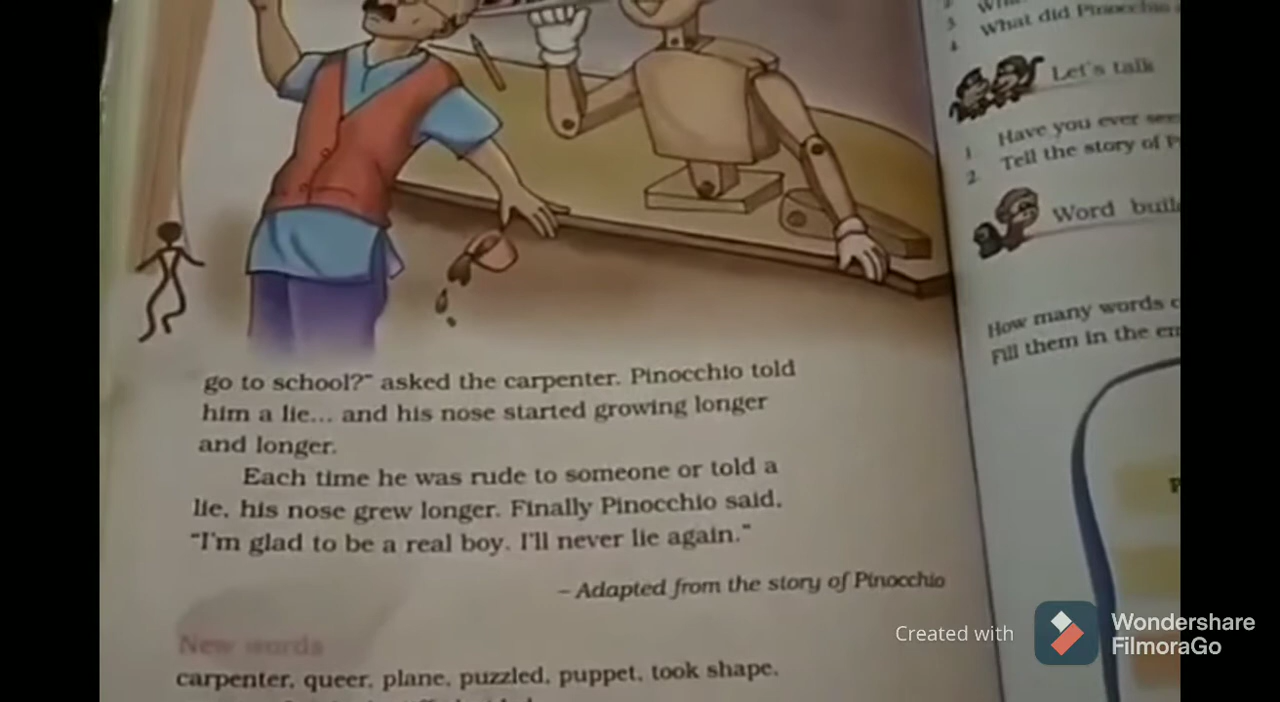 go to school?" asked the carpenter. Pinocchio told
him a lie... and his nose started growing longer
and longer.
Each time he was rude to someone or told a
lie, his nose grew longer. Finally Pinocchio said,
"I'm glad to be a real boy. I'll never lie again."
– Adapted from the story of Pinocchio
New words
carpenter, queer, plane, puzzled, puppet, took shape,
3
4 What did Pinocchio
Let's talk
1 Have you ever
2. Tell the story of
Word
How many words
Fill them in the
Created with
Wondershare
FilmoraGo